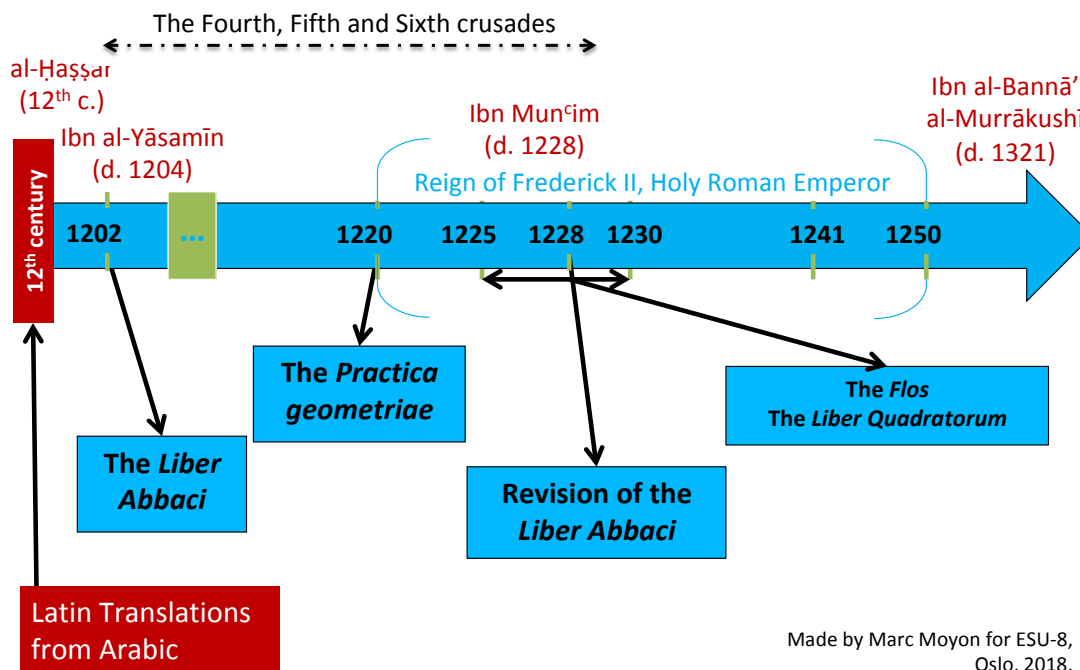 The Fourth, Fifth and Sixth crusades
al-Ḥaṣṣār
(12th c.)
Ibn al-Yāsamīn
(d. 1204)
Ibn Munᶜim
(d. 1228)
Ibn al-Bannā’
al-Murrākushī
(d. 1321)
Reign of Frederick II, Holy Roman Emperor
12th century
1202
...
1220
1225
1228
1230
1241
1250
The Liber
Abbaci
The Practica
geometriae
Revision of the
Liber Abbaci
The Flos
The Liber Quadratorum
Latin Translations
from Arabic
Made by Marc Moyon for ESU-8,
Oslo, 2018.